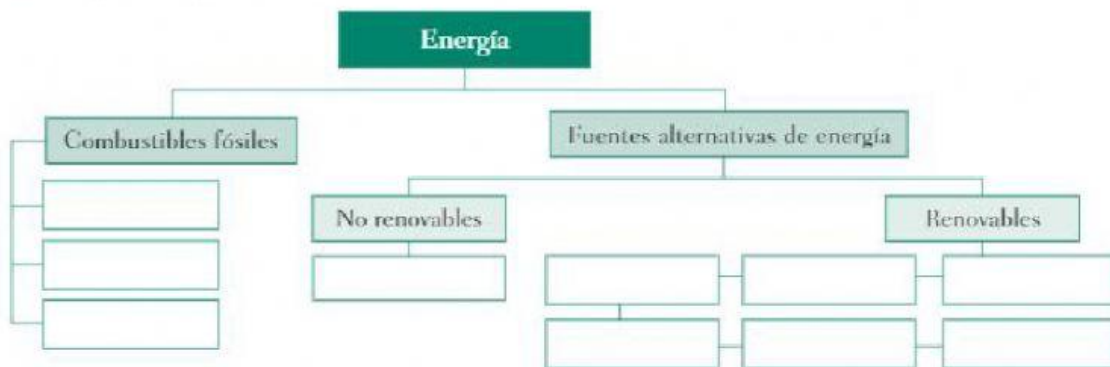 Energía
Combustibles fósiles
Fuentes alternativas de energía
No renovables
Renovables